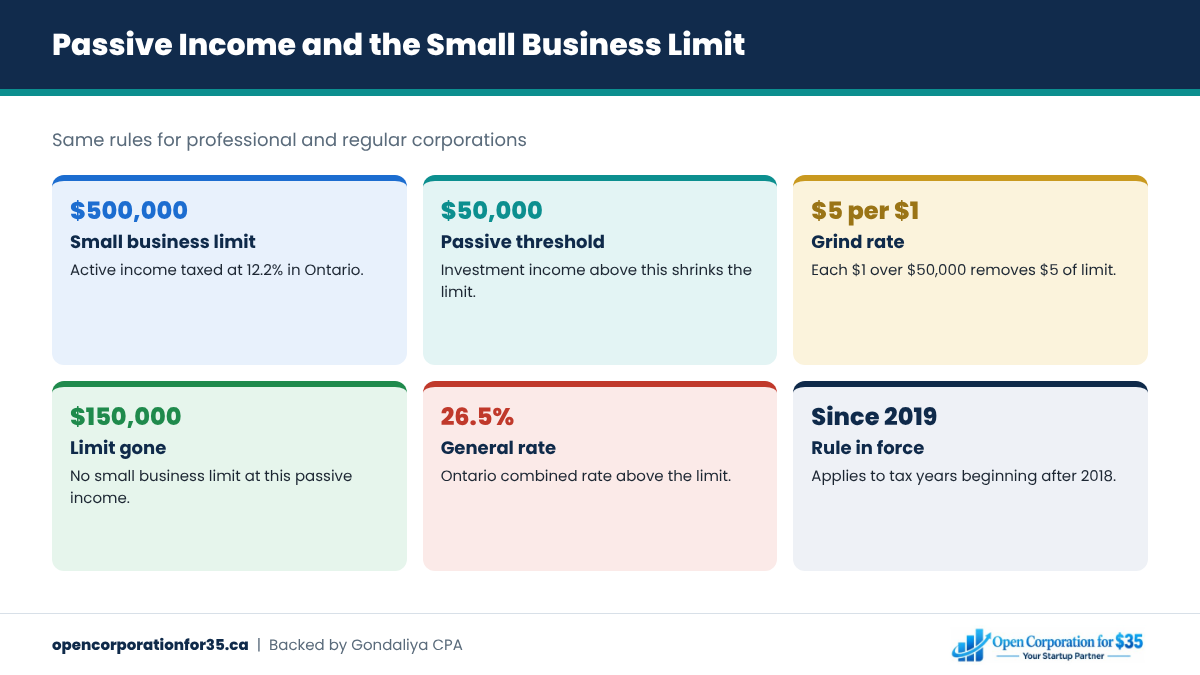 Passive Income and the Small Business Limit
Same rules for professional and regular corporations
$500,000
Small business limit
Active income taxed at 12.2% in Ontario.
$50,000
Passive threshold
Investment income above this shrinks the
limit.
$5 per $1
Grind rate
Each $1 over $50,000 removes $5 of limit.
$150,000
Limit gone
No small business limit at this passive
income.
26.5%
General rate
Ontario combined rate above the limit.
Since 2019
Rule in force
Applies to tax years beginning after 2018.
opencorporationfor35.ca | Backed by Gondaliya CPA
Open Corporation for $35
Your Startup Partner